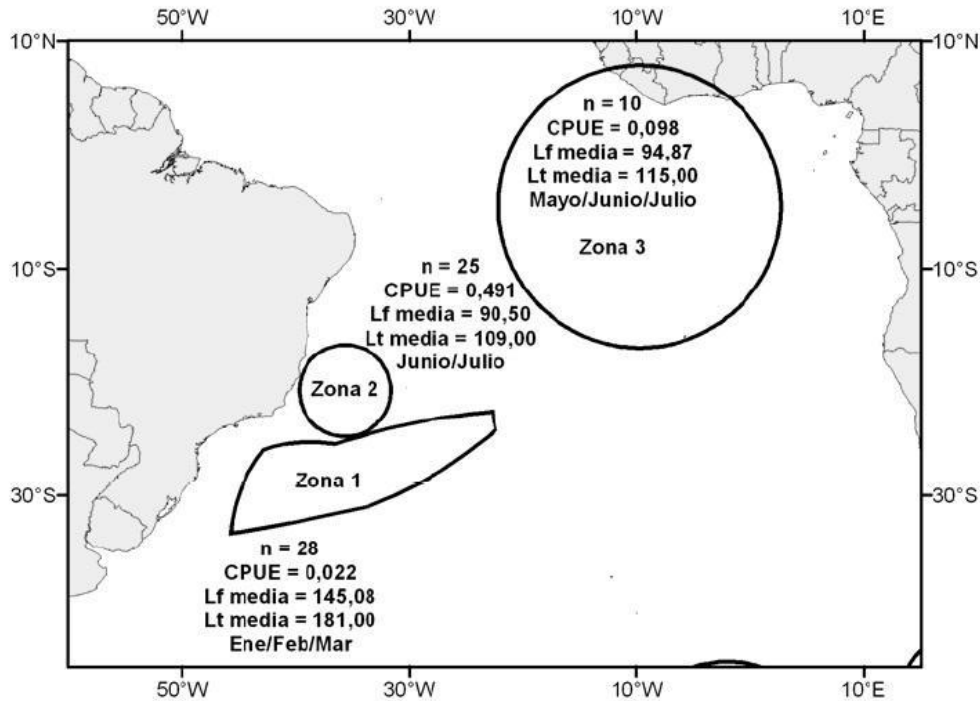 50°W 30°W 10°W 10°E
10°N 10°N
n = 10
CPUE = 0,098
Lf media = 94,87
Lt media = 115,00
Mayo/Junio/Julio
Zona 3
10°S 10°S
n = 25
CPUE = 0,491
Lf media = 90,50
Lt media = 109,00
Junio/Julio
Zona 2
Zona 1
30°S 30°S
n = 28
CPUE = 0,022
Lf media = 145,08
Lt media = 181,00
Ene/Feb/Mar
50°W 30°W 10°W 10°E